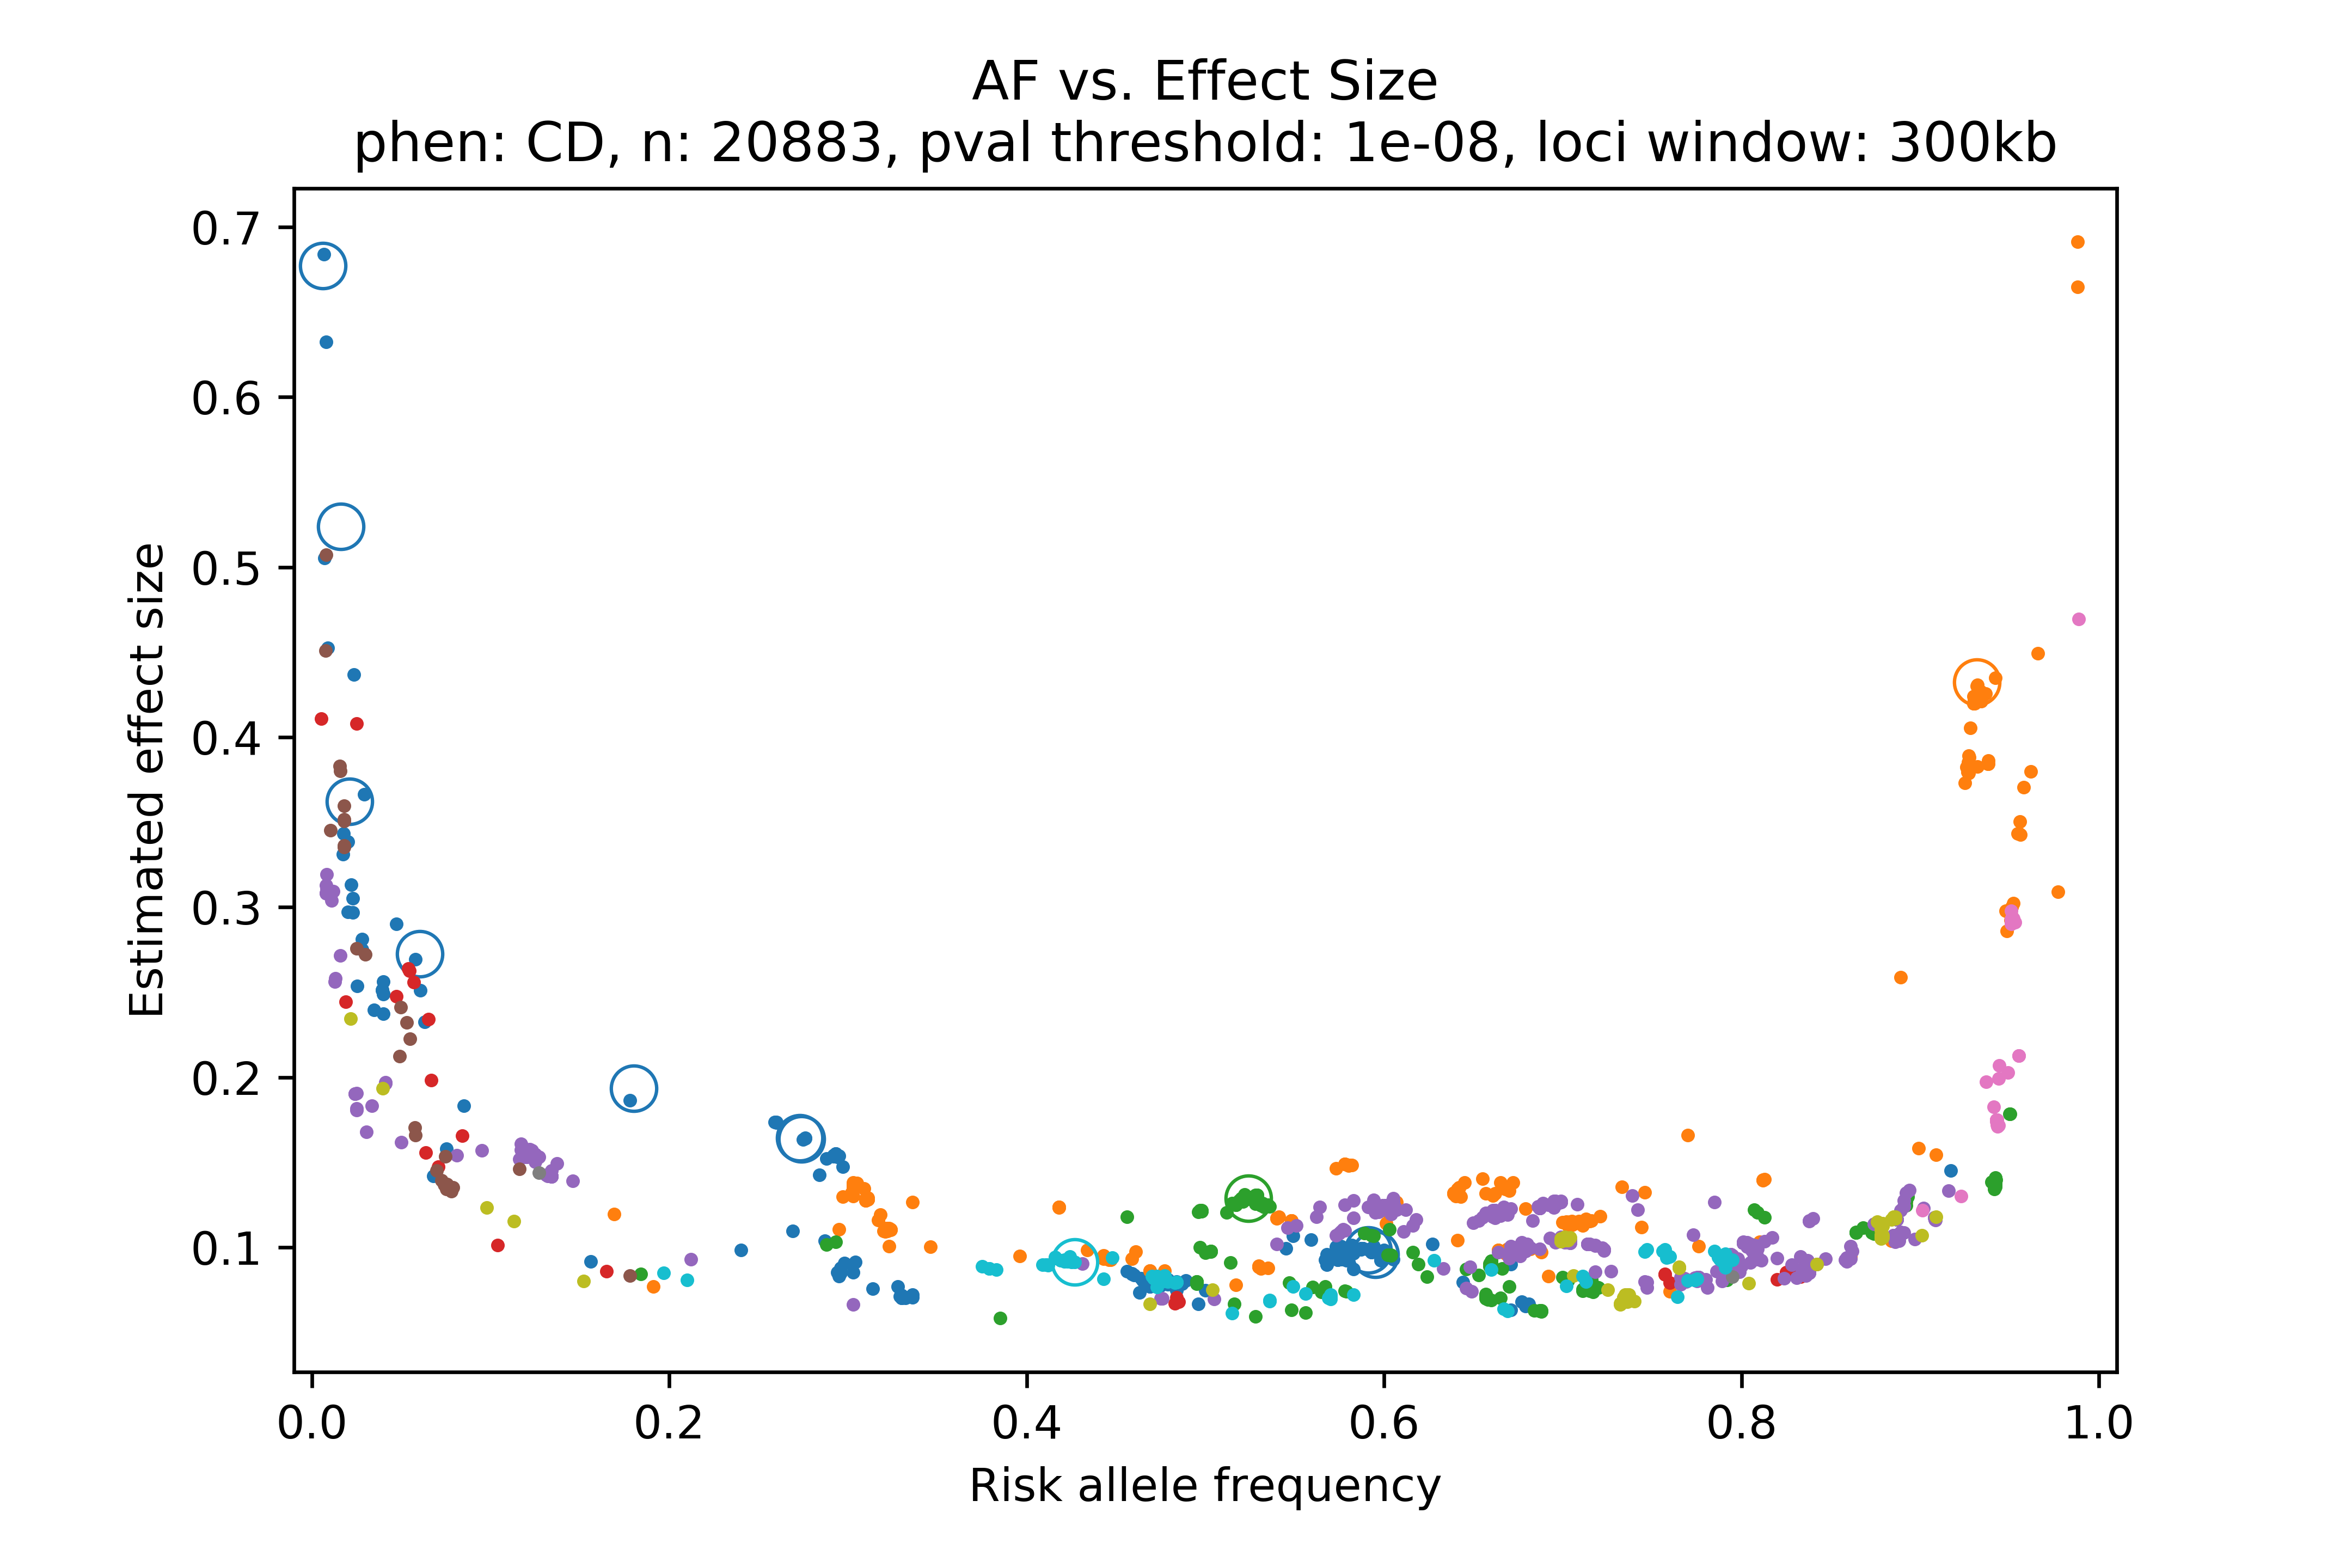 AF vs. Effect Size
phen: CD, n: 20883, pval threshold: 1e-08, loci window: 300kb
0.7
0.6
0.5
0.4
0.3
0.2
0.1
Estimated effect size
0.0 0.2 0.4 0.6 0.8 1.0
Risk allele frequency